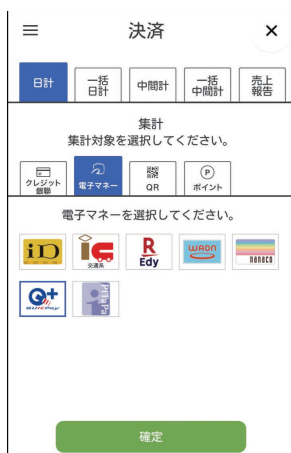 決済
日計
一括
日計
中間計
一括
中間計
売上
報告
集計
集計対象を選択してください。
クレジット
銀聯
電子マネー
QR
ポイント
電子マネーを選択してください。
iD
交通系
R
Edy
WAON
nanaco
Q+
QUICPay
PiTaPa
確定